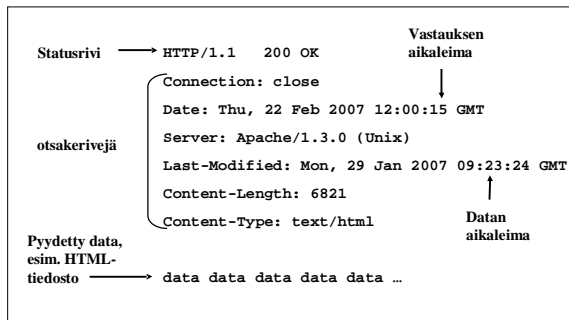 Vastauksen
aikaleima
Statusrivi
HTTP/1.1 200 OK
Connection: close
Date: Thu, 22 Feb 2007 12:00:15 GMT
Server: Apache/1.3.0 (Unix)
otsakerivejä
Last-Modified: Mon, 29 Jan 2007 09:23:24 GMT
Content-Length: 6821
Content-Type: text/html
Datan
aikaleima
Pyydetty data,
esim. HTML-
tiedosto
data data data data data …